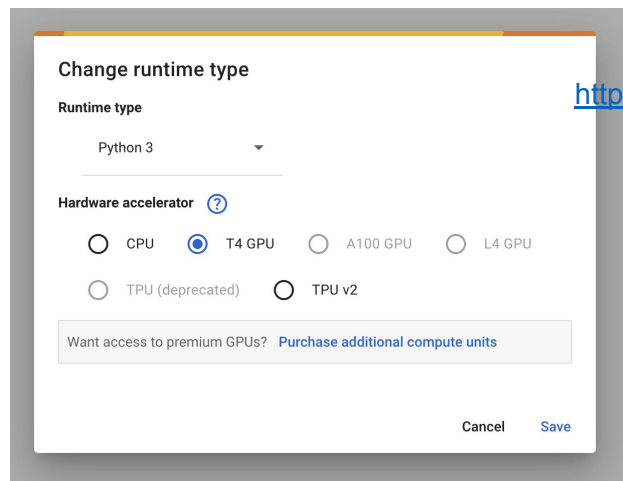 Change runtime type
http
Runtime type
Python 3
Hardware accelerator ?
CPU T4 GPU A100 GPU L4 GPU
TPU (deprecated) TPU v2
Want access to premium GPUs? Purchase additional compute units
Cancel Save